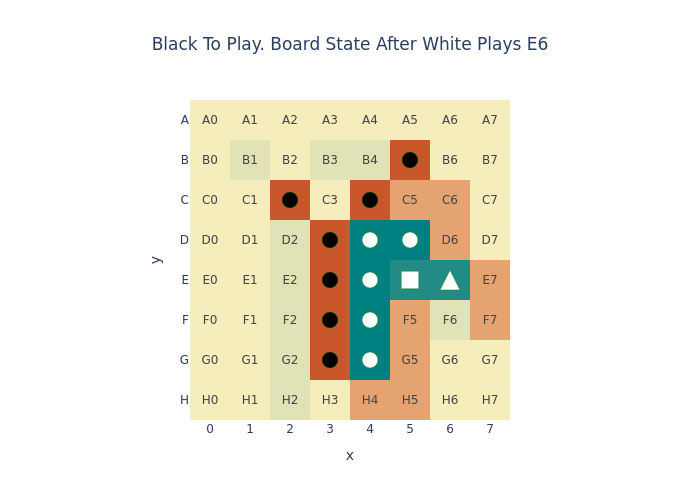 Black To Play. Board State After White Plays E6
A A0 A1 A2 A3 A4 A5 A6 A7
B B0 B1 B2 B3 B4 B6 B7
C C0 C1 C3 C5 C6 C7
D D0 D1 D2 D6 D7
y
E E0 E1 E2 E7
F F0 F1 F2 F5 F6 F7
G G0 G1 G2 G5 G6 G7
H H0 H1 H2 H3 H4 H5 H6 H7
0 1 2 3 4 5 6 7
x